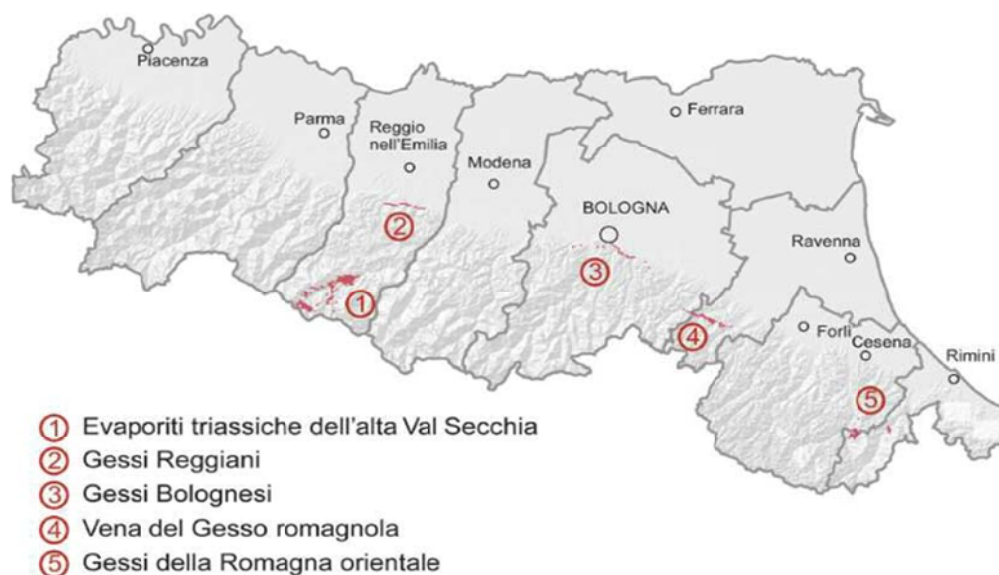 Piacenza
Parma
Reggio
nell'Emilia
Modena
Ferrara
BOLOGNA
Ravenna
Forlì
Cesena
Rimini
2
1
3
4
5
1 Evaporiti triassiche dell'alta Val Secchia
2 Gessi Reggiani
3 Gessi Bolognesi
4 Vena del Gesso romagnola
5 Gessi della Romagna orientale